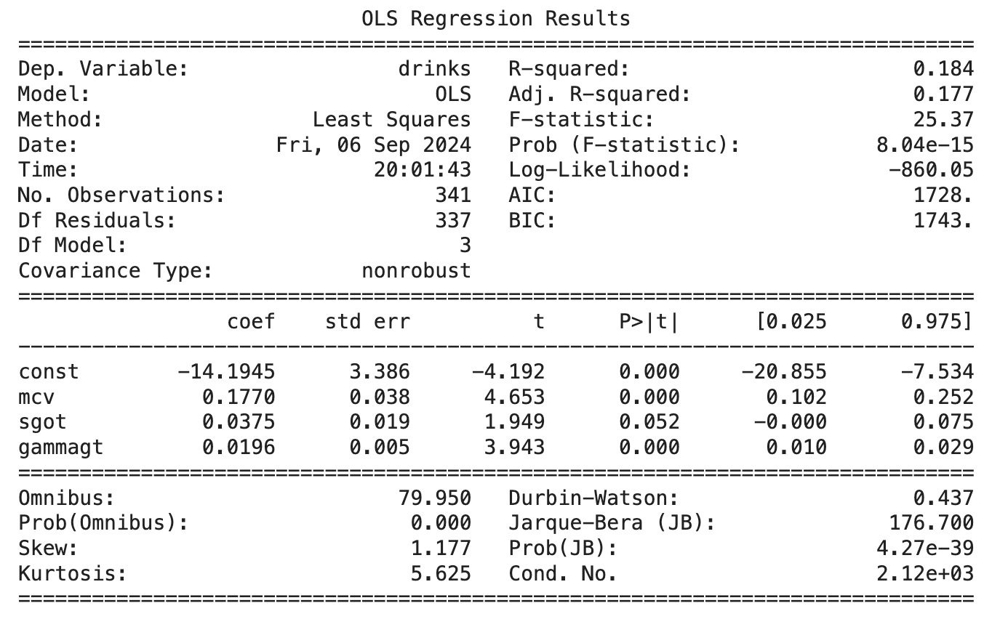 OLS Regression Results
==============================================================================
Dep. Variable:                 drinks   R-squared:                       0.184
Model:                            OLS   Adj. R-squared:                  0.177
Method:                 Least Squares   F-statistic:                     25.37
Date:                Fri, 06 Sep 2024   Prob (F-statistic):           8.04e-15
Time:                        20:01:43   Log-Likelihood:                -860.05
No. Observations:                 341   AIC:                             1728.
Df Residuals:                     337   BIC:                             1743.
Df Model:                           3
Covariance Type:            nonrobust
==============================================================================
                 coef    std err          t      P>|t|      [0.025      0.975]
------------------------------------------------------------------------------
const        -14.1945      3.386     -4.192      0.000     -20.855      -7.534
mcv            0.1770      0.038      4.653      0.000       0.102       0.252
sgot           0.0375      0.019      1.949      0.052      -0.000       0.075
gammagt        0.0196      0.005      3.943      0.000       0.010       0.029
==============================================================================
Omnibus:                       79.950   Durbin-Watson:                   0.437
Prob(Omnibus):                  0.000   Jarque-Bera (JB):              176.700
Skew:                           1.177   Prob(JB):                     4.27e-39
Kurtosis:                       5.625   Cond. No.                     2.12e+03
==============================================================================